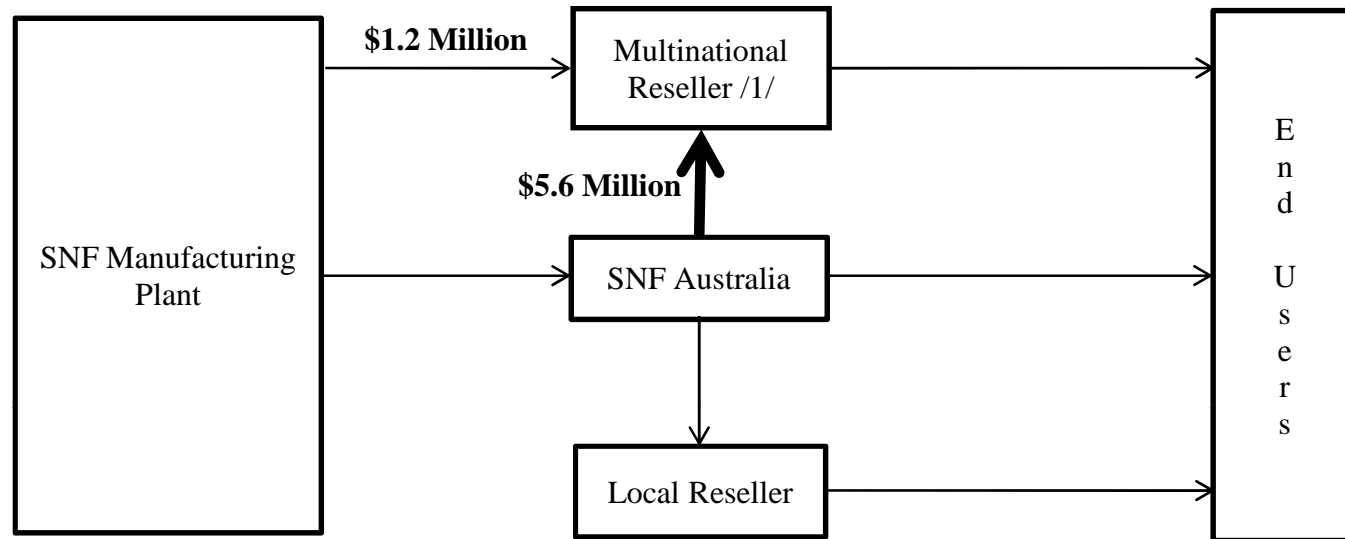 $1.2 Million
Multinational
Reseller /1/
$5.6 Million
SNF Manufacturing
Plant
SNF Australia
Local Reseller
E
n
d
U
s
e
r
s